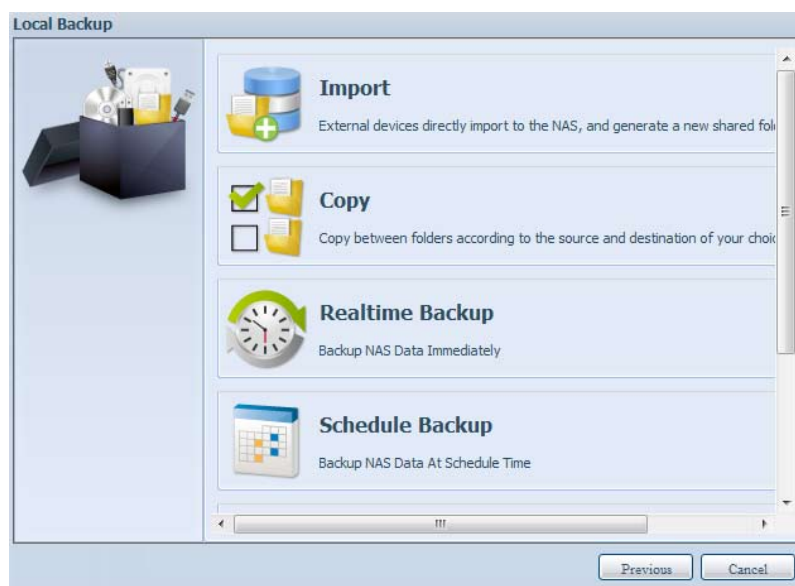 Local Backup
Import
External devices directly import to the NAS, and generate a new shared
Copy
Copy between folders according to the source and destination of your
Realtime Backup
Backup NAS Data Immediately
Schedule Backup
Backup NAS Data At Schedule Time
Previous
Cancel